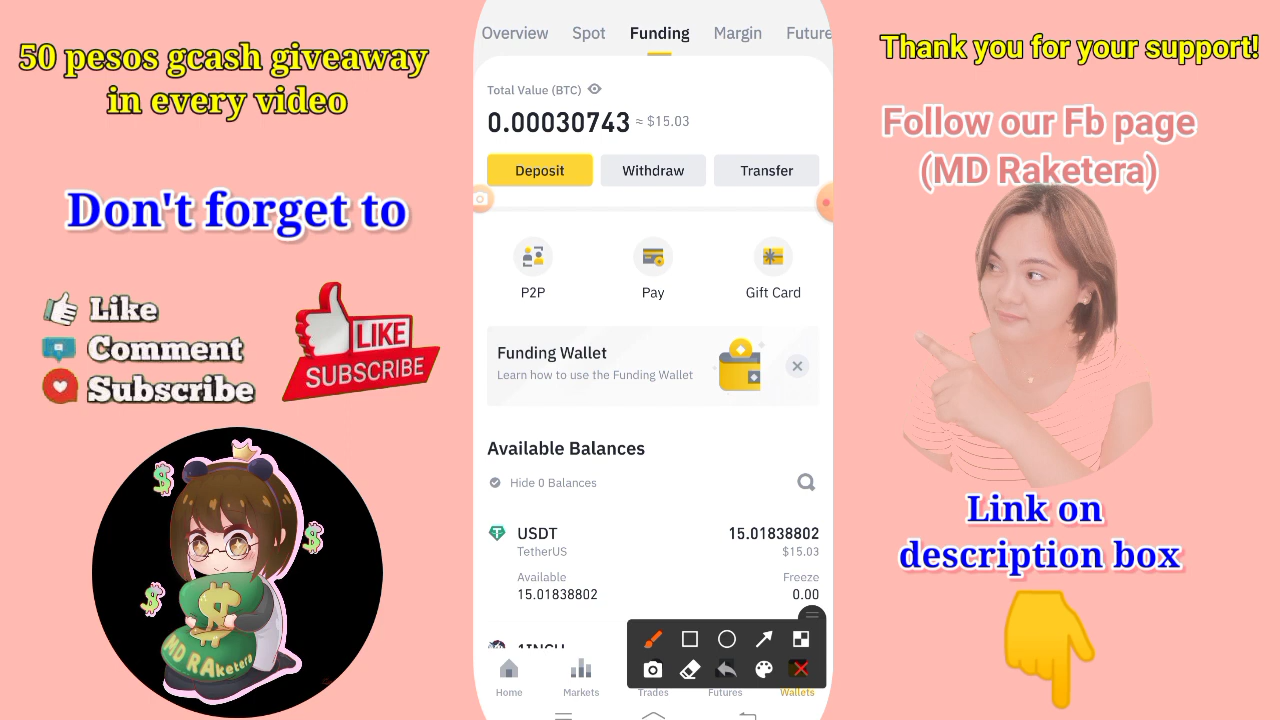 50 pesos gcash giveaway
in every video
Don't forget to
Like
Comment
Subscribe
LIKE
SUBSCRIBE
MD RAketera
Overview Spot Funding Margin Future
Total Value (BTC)
0.00030743 ≈ $15.03
Deposit Withdraw Transfer
P2P Pay Gift Card
Funding Wallet
Learn how to use the Funding Wallet
Available Balances
Hide 0 Balances
USDT 15.01838802
TetherUS $15.03
Available Freeze
15.01838802 0.00
1INCH
Home Markets Trades Futures Wallets
Thank you for your support!
Follow our Fb page
(MD Raketera)
Link on
description box